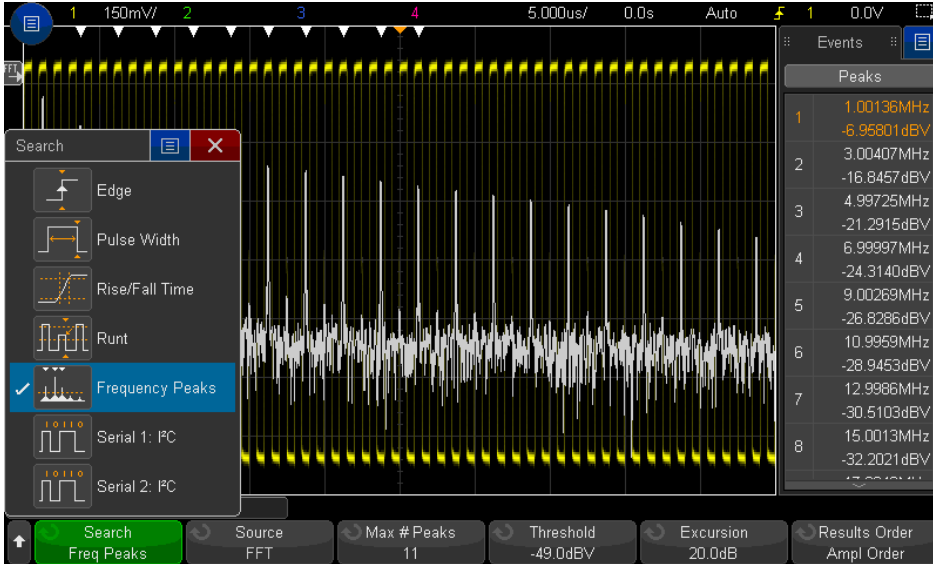 1 150mV/ 2 3 4 5.000us/ 0.0s Auto 1 0.0V
FFT
Events
Peaks
1 1.00136MHz
-6.95801dBV
2 3.00407MHz
-16.8457dBV
3 4.99725MHz
-21.2915dBV
4 6.99997MHz
-24.3140dBV
5 9.00269MHz
-26.8286dBV
6 10.9959MHz
-28.9453dBV
7 12.9986MHz
-30.5103dBV
8 15.0013MHz
-32.2021dBV
Search
Edge
Pulse Width
Rise/Fall Time
Runt
Frequency Peaks
10110
Serial 1: I²C
10110
Serial 2: I²C
Search Source Max # Peaks Threshold Excursion Results Order
Freq Peaks FFT 11 -49.0dBV 20.0dB Ampl Order